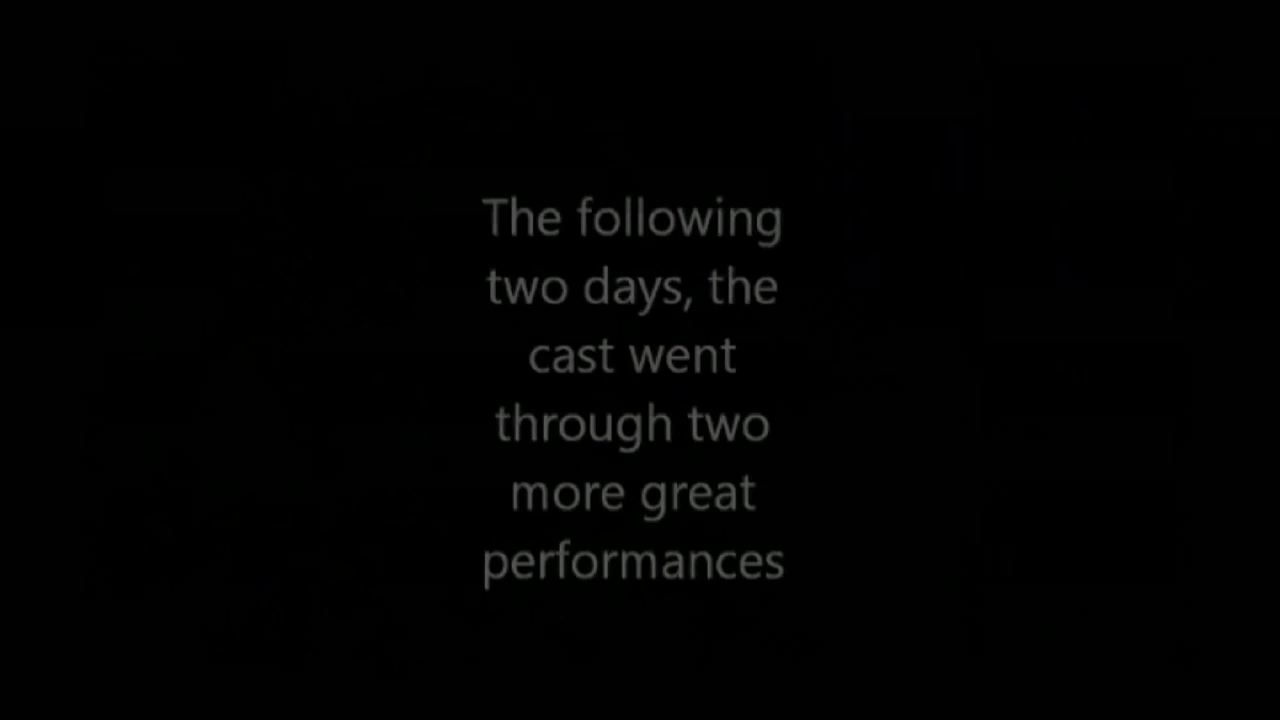 The following
two days, the
cast went
through two
more great
performances